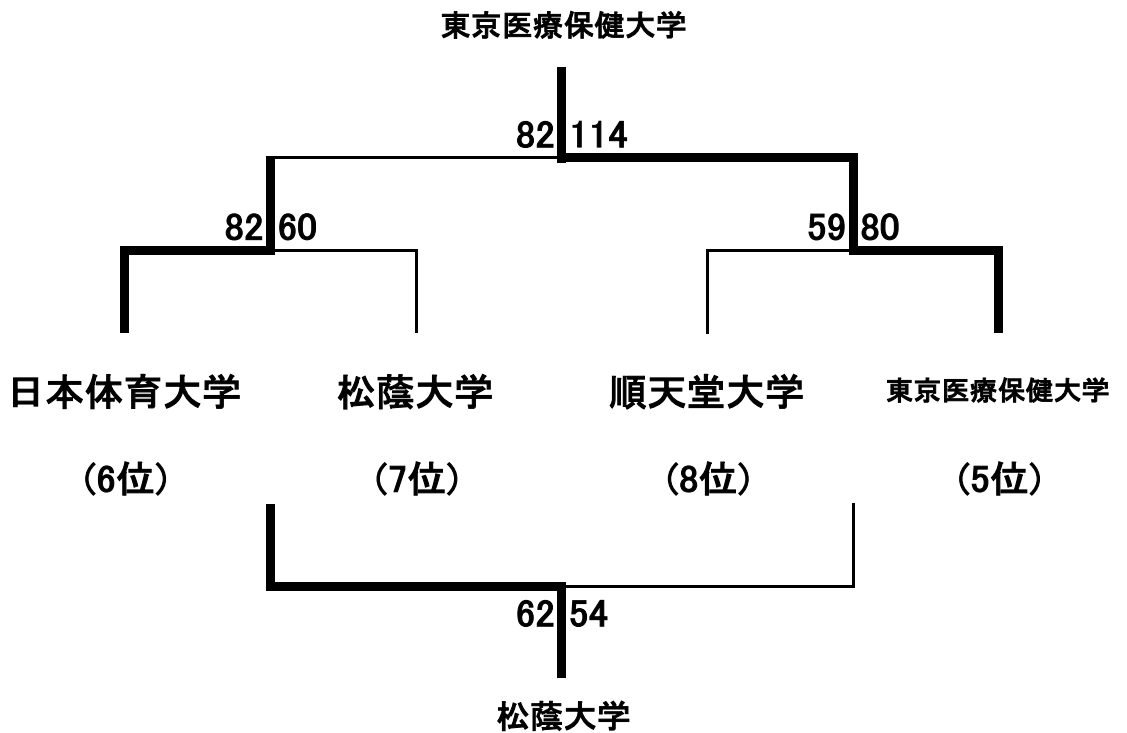 東京医療保健大学
82 114
82 60
59 80
日本体育大学
松蔭大学
順天堂大学
東京医療保健大学
(6位)
(7位)
(8位)
(5位)
62 54
松蔭大学